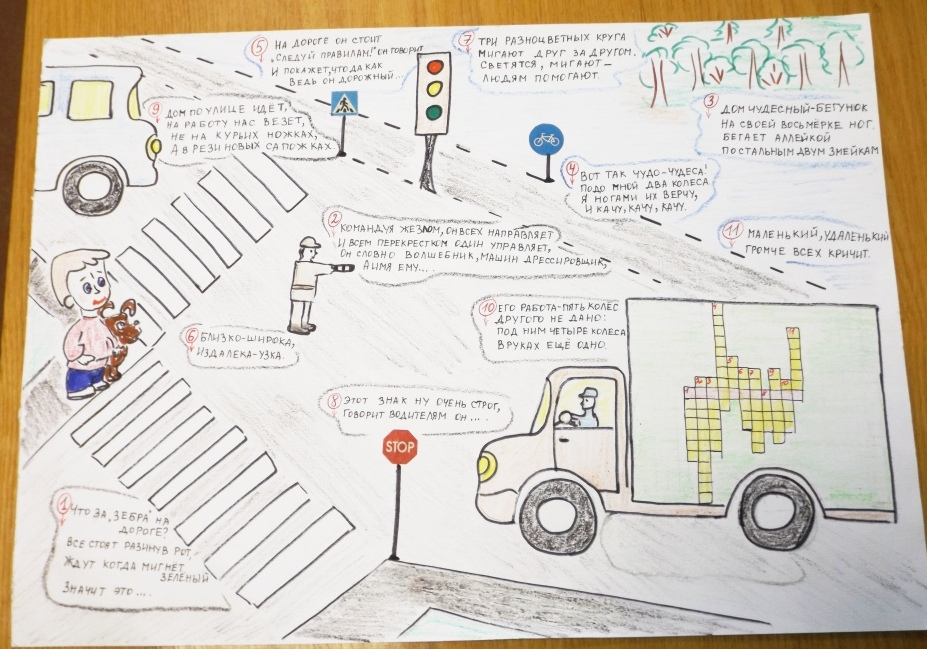 5 НА ДОРОГЕ ОН СТОИТ
„СЛЕДУЙ ПРАВИЛАМ!" ОН ГОВОРИТ
И ПОКАЖЕТ, ЧТО ДА КАК
ВЕДЬ ОН ДОРОЖНЫЙ...
7 ТРИ РАЗНОЦВЕТНЫХ КРУГА
МИГАЮТ ДРУГ ЗА ДРУГОМ.
СВЕТЯТСЯ, МИГАЮТ—
ЛЮДЯМ ПОМОГАЮТ.
9 ДОМ ПО УЛИЦЕ ИДЕТ,
НА РАБОТУ НАС ВЕЗЕТ,
НЕ НА КУРЬИХ НОЖКАХ,
А В РЕЗИНОВЫХ САПОЖКАХ.
3 ДОМ ЧУДЕСНЫЙ-БЕГУНОК
НА СВОЕЙ ВОСЬМЁРКЕ НОГ.
БЕГАЕТ АЛЛЕЙКОЙ
ПО СТАЛЬНЫМ ДВУМ ЗМЕЙКАМ
4 ВОТ ТАК ЧУДО-ЧУДЕСА!
ПОДО МНОЙ ДВА КОЛЕСА
Я НОГАМИ ИХ ВЕРЧУ,
И КАЧУ, КАЧУ, КАЧУ.
2 КОМАНДУЯ ЖЕЗЛОМ, ОН ВСЕХ НАПРАВЛЯЕТ
И ВСЕМ ПЕРЕКРЕСТКОМ ОДИН УПРАВЛЯЕТ,
ОН СЛОВНО ВОЛШЕБНИК, МАШИН ДРЕССИРОВЩИК,
А ИМЯ ЕМУ...
11 МАЛЕНЬКИЙ, УДАЛЕНЬКИЙ
ГРОМЧЕ ВСЕХ КРИЧИТ.
10 ЕГО РАБОТА-ПЯТЬ КОЛЁС
ДРУГОГО НЕ ДАНО:
ПОД НИМ ЧЕТЫРЕ КОЛЕСА
В РУКАХ ЕЩЁ ОДНО.
6 БЛИЗКО-ШИРОКА,
ИЗДАЛЕКА-УЗКА.
8 ЭТОТ ЗНАК НУ ОЧЕНЬ СТРОГ,
ГОВОРИТ ВОДИТЕЛЯМ ОН....
STOP
1 ЧТО ЗА „ЗЕБРА" НА
ДОРОГЕ?
ВСЕ СТОЯТ РАЗИНУВ РОТ,
ЖДУТ КОГДА МИГНЕТ
ЗЕЛЁНЫЙ
ЗНАЧИТ ЭТО....